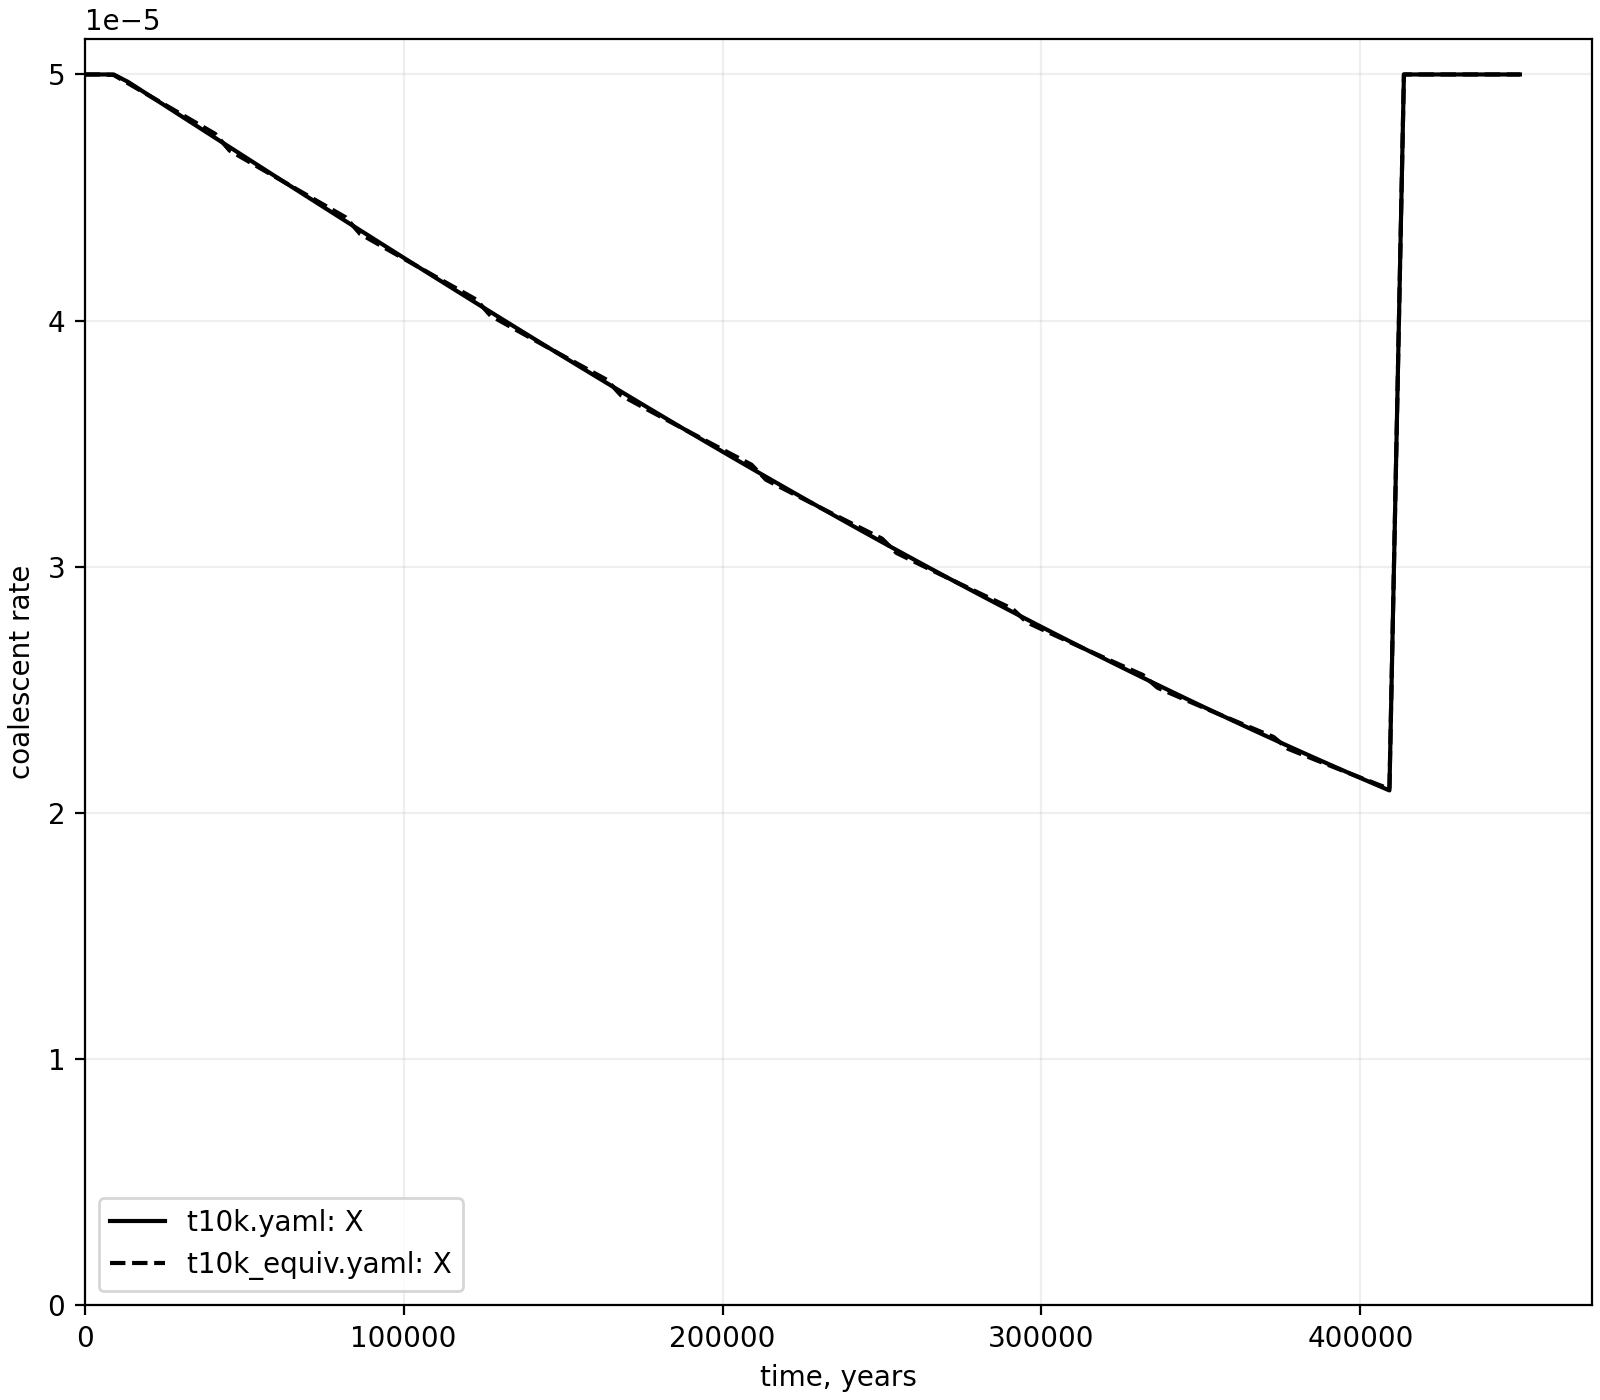 1e−5
5
4
3
2
1
0
coalescent rate
t10k.yaml: X
t10k_equiv.yaml: X
0 100000 200000 300000 400000
time, years